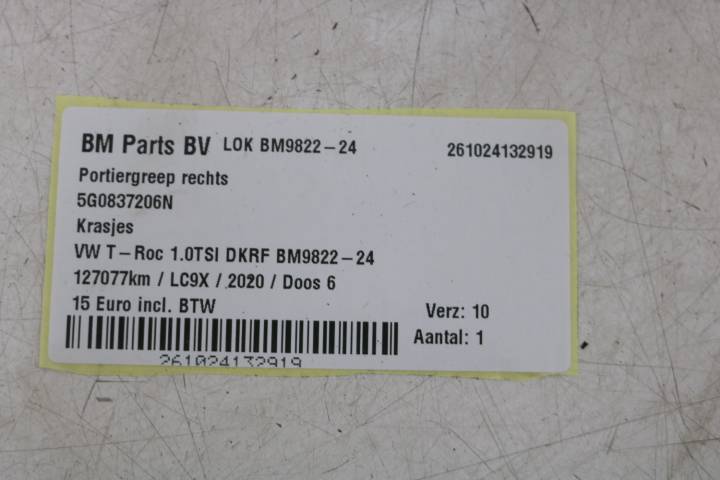 BM Parts BV LOK BM9822-24 261024132919
Portiergreep rechts
5G0837206N
Krasjes
VW T-Roc 1.0TSI DKRF BM9822-24
127077km / LC9X / 2020 / Doos 6
15 Euro incl. BTW Verz: 10
Aantal: 1
261024132919